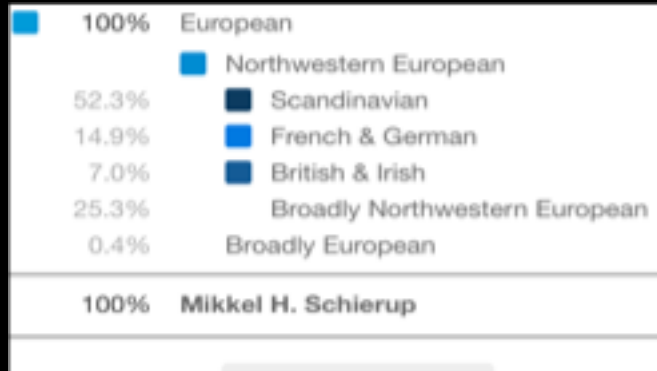 100% European
Northwestern European
52.3% Scandinavian
14.9% French & German
7.0% British & Irish
25.3% Broadly Northwestern European
0.4% Broadly European
100% Mikkel H. Schierup